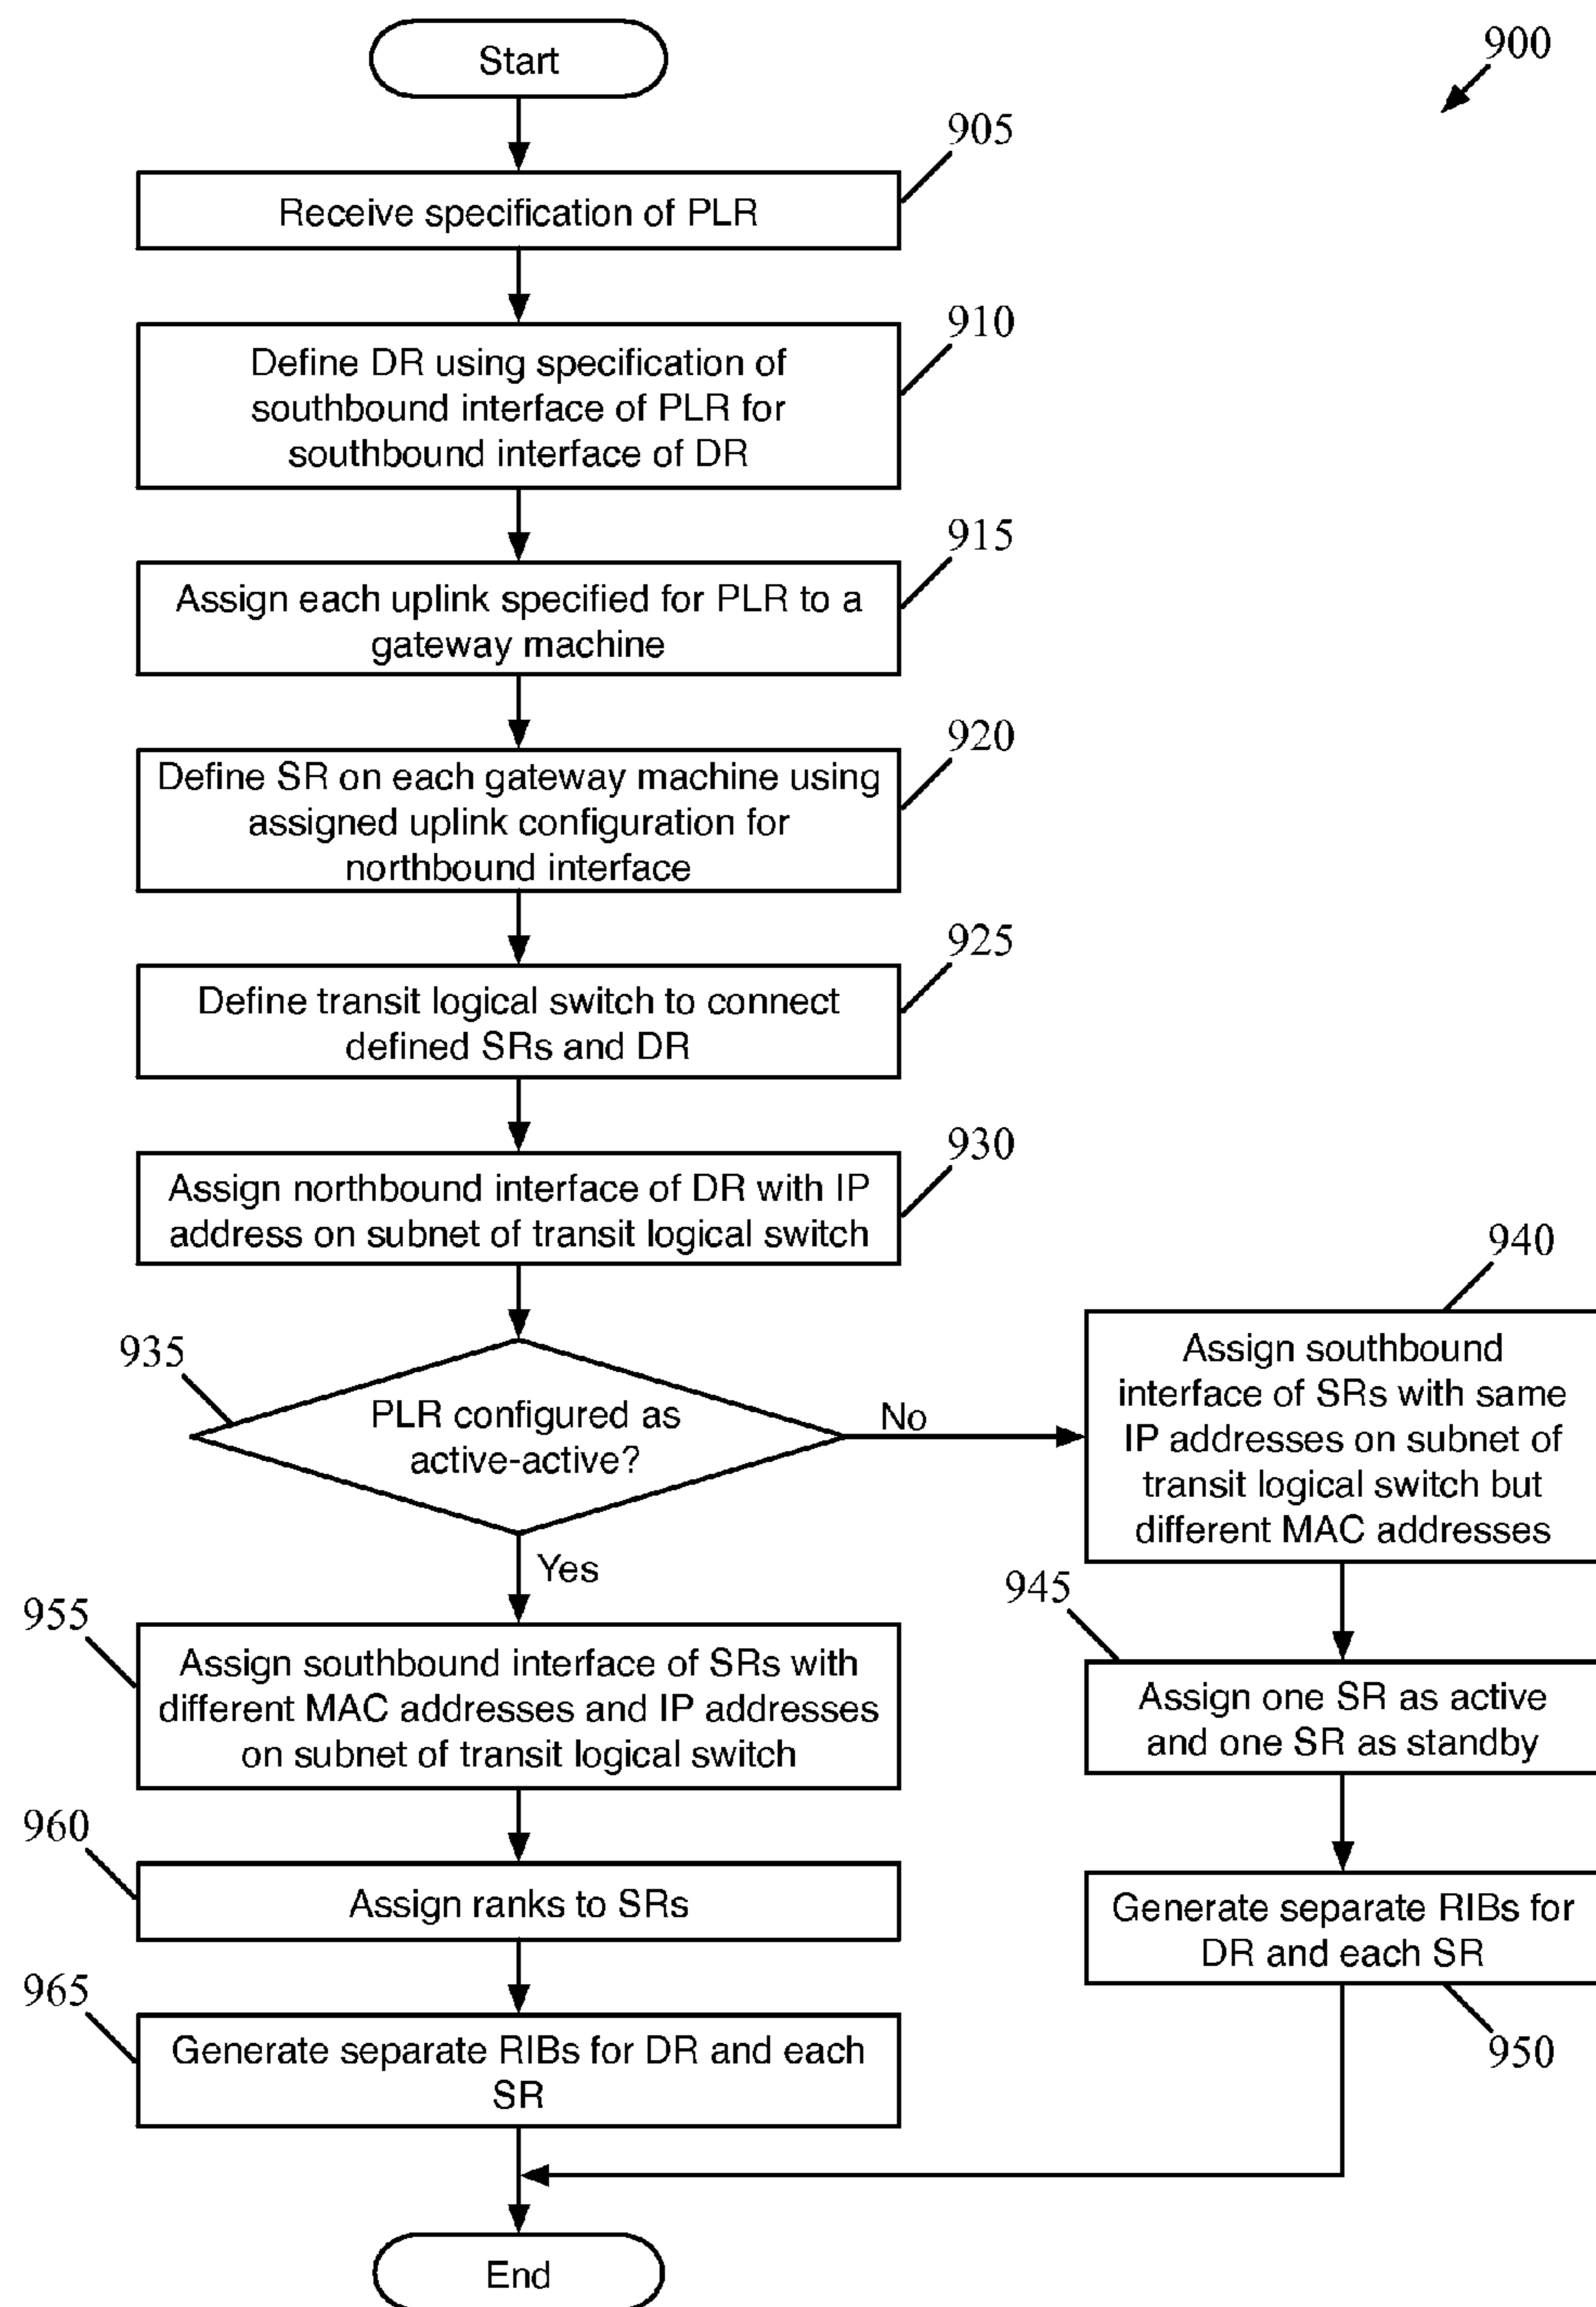 Start
900
905
Receive specification of PLR
910
Define DR using specification of
southbound interface of PLR for
southbound interface of DR
915
Assign each uplink specified for PLR to a
gateway machine
920
Define SR on each gateway machine using
assigned uplink configuration for
northbound interface
925
Define transit logical switch to connect
defined SRs and DR
930
Assign northbound interface of DR with IP
address on subnet of transit logical switch
935
PLR configured as
active-active?
No
Yes
940
Assign southbound
interface of SRs with same
IP addresses on subnet of
transit logical switch but
different MAC addresses
945
Assign one SR as active
and one SR as standby
Generate separate RIBs for
DR and each SR
950
955
Assign southbound interface of SRs with
different MAC addresses and IP addresses
on subnet of transit logical switch
960
Assign ranks to SRs
965
Generate separate RIBs for DR and each
SR
End